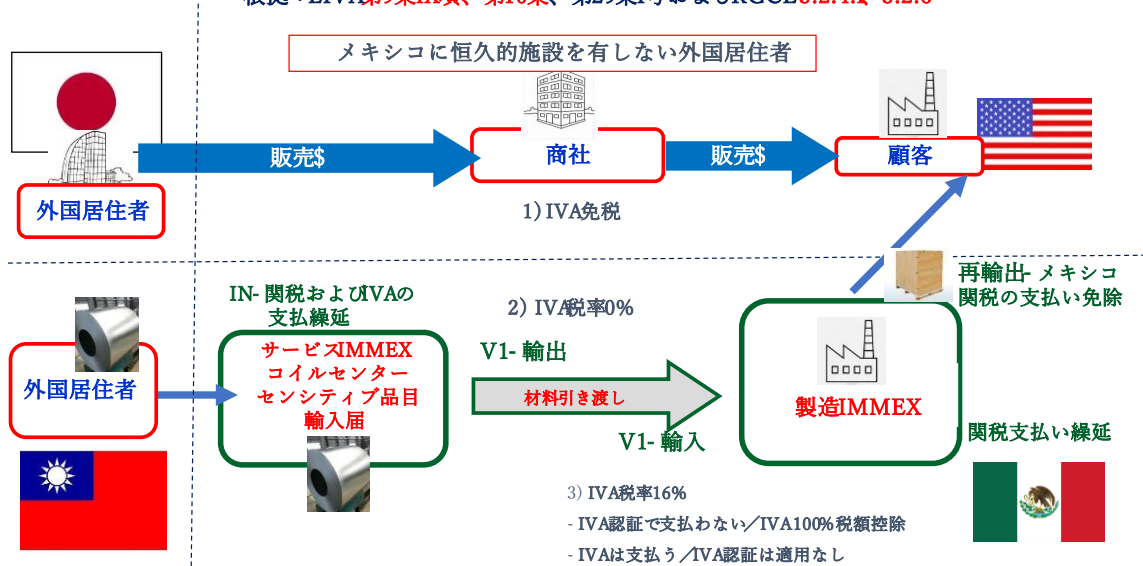 メキシコに恒久的施設を有しない外国居住者
販売$
商社
販売$
顧客
外国居住者
1) IVA免税
再輸出- メキシコ
関税の支払い免除
IN- 関税およびIVAの
支払繰延
2) IVA税率0%
サービスIMMEX
コイルセンター
センシティブ品目
輸入届
V1- 輸出
外国居住者
材料引き渡し
製造IMMEX
V1- 輸入
関税支払い繰延
3) IVA税率16%
- IVA認証で支払わない／IVA100%税額控除
- IVAは支払う／IVA認証は適用なし